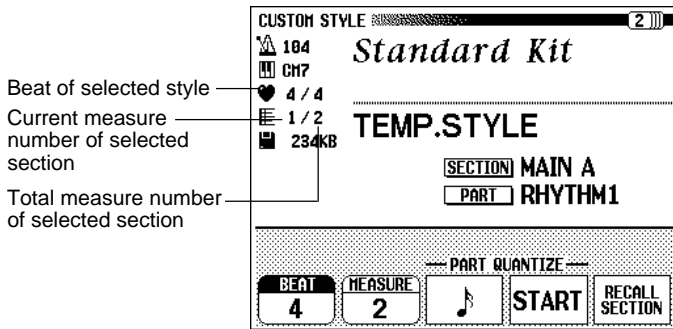 CUSTOM STYLE 2
104
Standard Kit
CM7
Beat of selected style
4 / 4
Current measure
number of selected
section
1 / 2
TEMP.STYLE
234KB
SECTION MAIN A
PART RHYTHM1
Total measure number
of selected section
PART QUANTIZE
BEAT
4
MEASURE
2
START
RECALL
SECTION